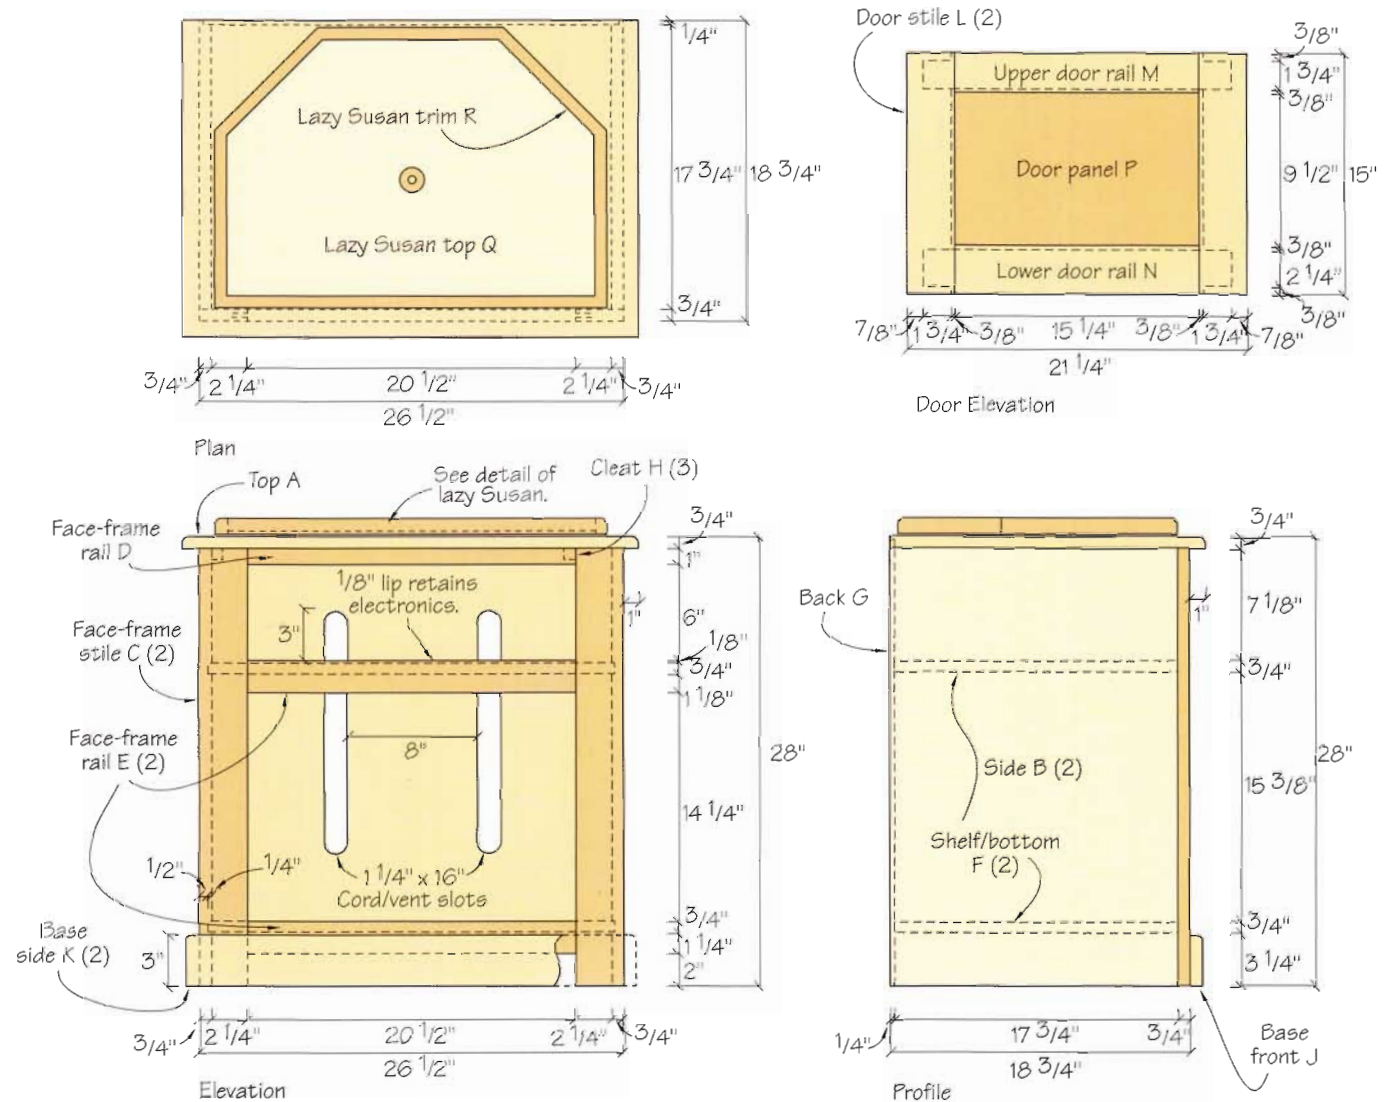 1/4"
Lazy Susan trim R
17 3/4"
18 3/4"
Lazy Susan top Q
3/4"
3/4"
2 1/4"
20 1/2"
2 1/4"
3/4"
26 1/2"
Plan
Door stile L (2)
3/8"
Upper door rail M
1 3/4"
3/8"
Door panel P
9 1/2"
15"
3/8"
Lower door rail N
2 1/4"
3/8"
7/8"
1 3/4"
3/8"
15 1/4"
3/8"
1 3/4"
7/8"
21 1/4"
Door Elevation
Top A
See detail of
lazy Susan.
Cleat H (3)
Face-frame
rail D
3/4"
1"
1/8" lip retains
electronics.
3"
6"
1"
Face-frame
stile C (2)
1/8"
3/4"
1 1/8"
Face-frame
rail E (2)
8"
28"
14 1/4"
1/2"
1/4"
1 1/4" x 16"
Cord/vent slots
3/4"
Base
side K (2)
3"
1 1/4"
2"
3/4"
2 1/4"
20 1/2"
2 1/4"
3/4"
26 1/2"
Elevation
3/4"
Back G
7 1/8"
1"
3/4"
Side B (2)
28"
15 3/8"
Shelf/bottom
F (2)
3/4"
3 1/4"
1/4"
17 3/4"
3/4"
18 3/4"
Base
front J
Profile